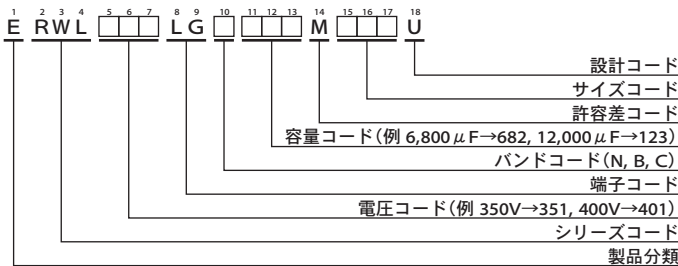 1 2 3 4 5 6 7 8 9 10 11 12 13 14 15 16 17 18
E RWL □□□ LG □ □□□ M □□□ U
設計コード
サイズコード
許容差コード
容量コード(例 6,800μF→682, 12,000μF→123)
バンドコード(N, B, C)
端子コード
電圧コード(例 350V→351, 400V→401)
シリーズコード
製品分類